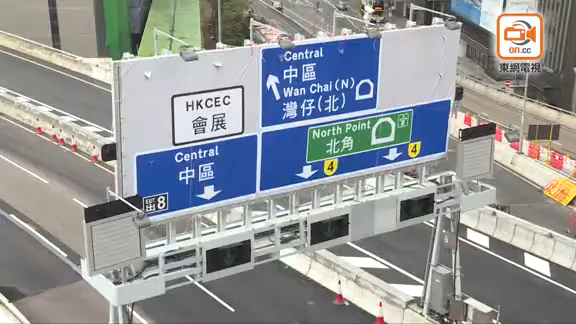 HKCEC
會展
Central
中區
EXIT
出 8
Central
中區
Wan Chai (N)
灣仔(北)
North Point
北角
4
4
on.cc
東網電視